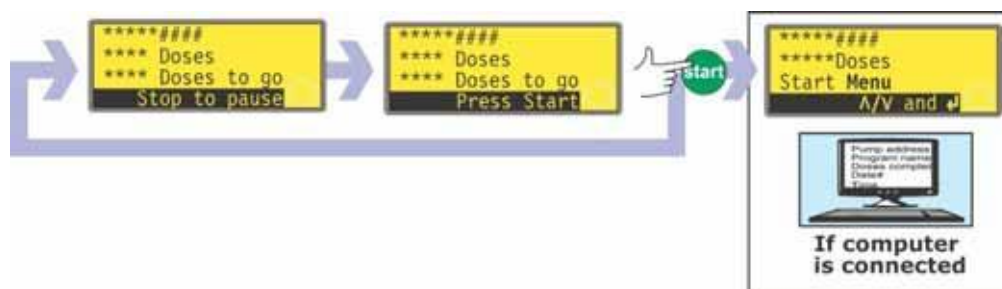 *****####
**** Doses
**** Doses to go
Stop to pause
*****####
**** Doses
**** Doses to go
Press Start
start
*****####
*****Doses
Start Menu
Λ/V and ↵
Pump address
Program name
Doses complet
Date#
Time
If computer
is connected